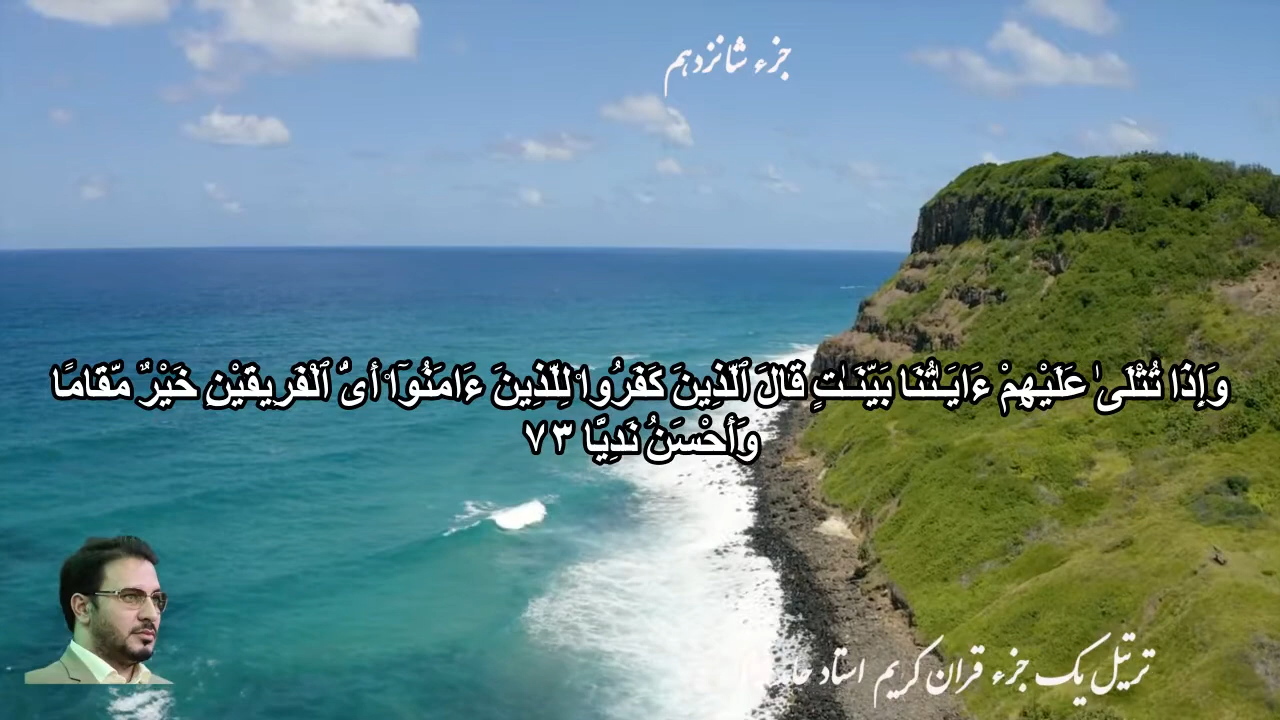 جزء شانزدهم
وَإِذَا تُتْلَىٰ عَلَيْهِمْ ءَايَـٰتُنَا بَيِّنَـٰتٍ قَالَ ٱلَّذِينَ كَفَرُوا۟ لِلَّذِينَ ءَامَنُوٓا۟ أَىُّ ٱلْفَرِيقَيْنِ خَيْرٌ مَّقَامًا
وَأَحْسَنُ نَدِيًّا ٧٣
ترتیل یک جزء قران کریم استاد